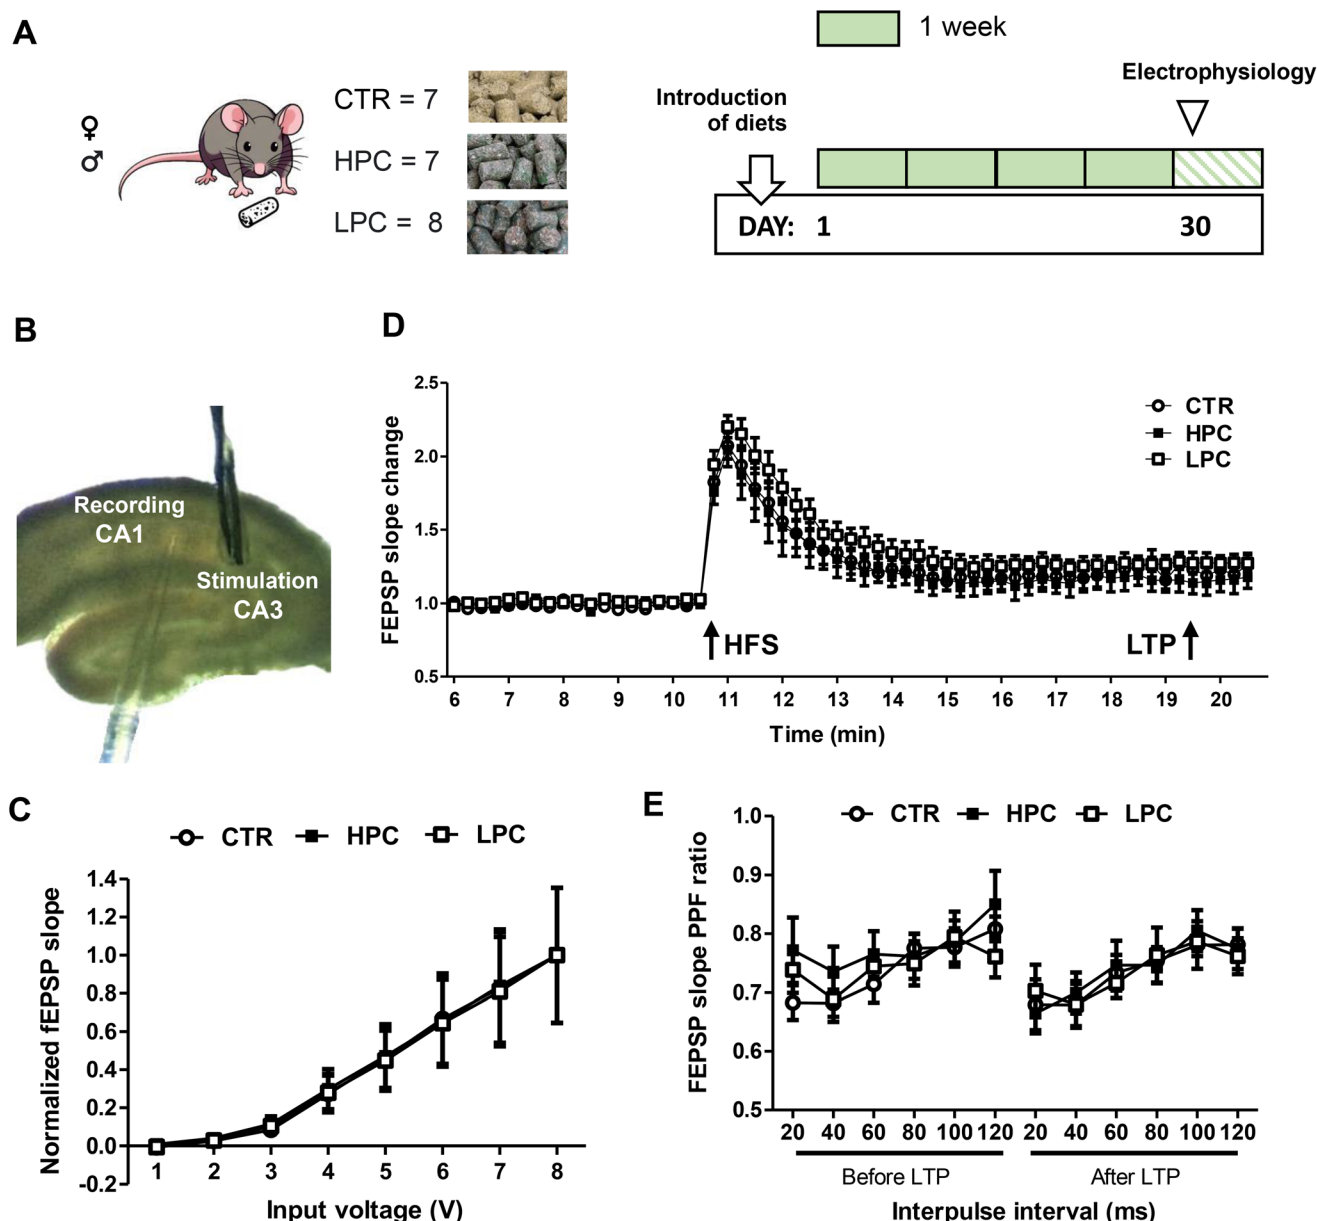 A
♀
♂
CTR = 7
HPC = 7
LPC = 8
1 week
Electrophysiology
Introduction
of diets
DAY: 1 30
B
Recording
CA1
Stimulation
CA3
D
FEPSP slope change
2.5
2.0
1.5
1.0
0.5
CTR
HPC
LPC
HFS
LTP
6 7 8 9 10 11 12 13 14 15 16 17 18 19 20
Time (min)
C
CTR HPC LPC
Normalized fEPSP slope
1.4
1.2
1.0
0.8
0.6
0.4
0.2
0.0
-0.2
1 2 3 4 5 6 7 8
Input voltage (V)
E
CTR HPC LPC
FEPSP slope PPF ratio
1.0
0.9
0.8
0.7
0.6
0.5
20 40 60 80 100 120 20 40 60 80 100 120
Before LTP After LTP
Interpulse interval (ms)